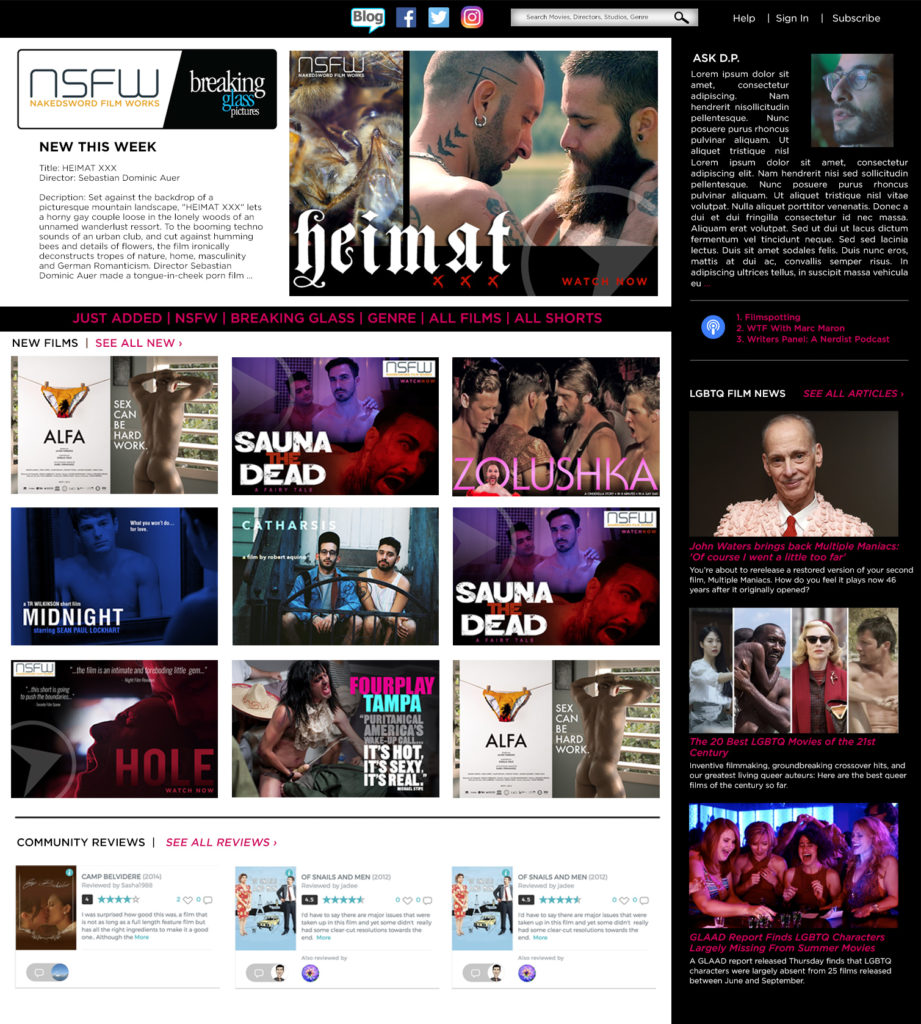 Blog
Search Movies, Directors, Studios, Genre
Help | Sign In | Subscribe
NSFW
NAKEDSWORD FILM WORKS
breaking
glass
pictures
NEW THIS WEEK
Title: HEIMAT XXX
Director: Sebastian Dominic Auer
Decription: Set against the backdrop of a
picturesque mountain landscape, "HEIMAT XXX" lets
a horny gay couple loose in the lonely woods of an
unnamed wanderlust ressort. To the booming techno
sounds of an urban club, and cut against humming
bees and details of flowers, the film ironically
deconstructs tropes of nature, home, masculinity
and German Romanticism. Director Sebastian
Dominic Auer made a tongue-in-cheek porn film ...
NSFW
NAKEDSWORD FILM WORKS
heimat
XXX
WATCH NOW
ASK D.P.
Lorem ipsum dolor sit
amet, consectetur
adipiscing. Nam
hendrerit nisollicitudin
pellentesque. Nunc
posuere purus rhoncus
pulvinar aliquam. Ut
aliquet tristique nisl
Lorem ipsum dolor sit amet, consectetur
adipiscing elit. Nam hendrerit nisi sed sollicitudin
pellentesque. Nunc posuere purus rhoncus
pulvinar aliquam. Ut aliquet tristique nisl vitae
volutpat. Nulla aliquet porttitor venenatis. Donec a
dui et dui fringilla consectetur id nec massa.
Aliquam erat volutpat. Sed ut dui ut lacus dictum
fermentum vel tincidunt neque. Sed sed lacinia
lectus. Duis sit amet sodales felis. Duis nunc eros,
mattis at dui ac, convallis semper risus. In
adipiscing ultrices tellus, in suscipit massa vehicula
eu ...
1. Filmspotting
2. WTF With Marc Maron
3. Writers Panel: A Nerdist Podcast
JUST ADDED | NSFW | BREAKING GLASS | GENRE | ALL FILMS | ALL SHORTS
NEW FILMS | SEE ALL NEW ›
ALFA
SEX
CAN
BE
HARD
WORK.
NSFW
WATCH NOW
SAUNA
THE
DEAD
A FAIRY TALE
ZOLUSHKA
A CINDERELLA STORY • IN 8 MINUTES • IN A GAY BAR
What you won't do...
for love.
a TR WILKINSON short film
MIDNIGHT
starring SEAN PAUL LOCKHART
CATHARSIS
a film by robert aquino
NSFW
SAUNA
THE
DEAD
A FAIRY TALE
NSFW
"...the film is an intimate and foreboding little gem..."
"...this short is going
to push the boundaries..."
HOLE
WATCH NOW
FOURPLAY
TAMPA
"PURITANICAL
AMERICA'S
WAKE-UP CALL...
IT'S HOT,
IT'S SEXY,
IT'S REAL."
MICHAEL STIPE
ALFA
SEX
CAN
BE
HARD
WORK.
LGBTQ FILM NEWS SEE ALL ARTICLES ›
John Waters brings back Multiple Maniacs:
'Of course I went a little too far'
You're about to rerelease a restored version of your second
film, Multiple Maniacs. How do you feel it plays now 46
years after it originally opened?
The 20 Best LGBTQ Movies of the 21st
Century
Inventive filmmaking, groundbreaking crossover hits, and
our greatest living queer auteurs: Here are the best queer
films of the century so far.
GLAAD Report Finds LGBTQ Characters
Largely Missing From Summer Movies
A GLAAD report released Thursday finds that LGBTQ
characters were largely absent from 25 films released
between June and September.
COMMUNITY REVIEWS | SEE ALL REVIEWS ›
CAMP BELVIDERE (2014)
Reviewed by Sasha1988
4 2 0
I was surprised how good this was, a film that
is not as long as a full length feature film but
has all the right ingredients to make it a good
one.. Although the More
OF SNAILS AND MEN (2012)
Reviewed by jadee
4.5 0 0
I'd have to say there are major issues that were
taken up in this film and yet some didn't really
had some clear-cut resolutions towards the
end. More
Also reviewed by
OF SNAILS AND MEN (2012)
Reviewed by jadee
4.5 0 0
I'd have to say there are major issues that were
taken up in this film and yet some didn't really
had some clear-cut resolutions towards the
end. More
Also reviewed by